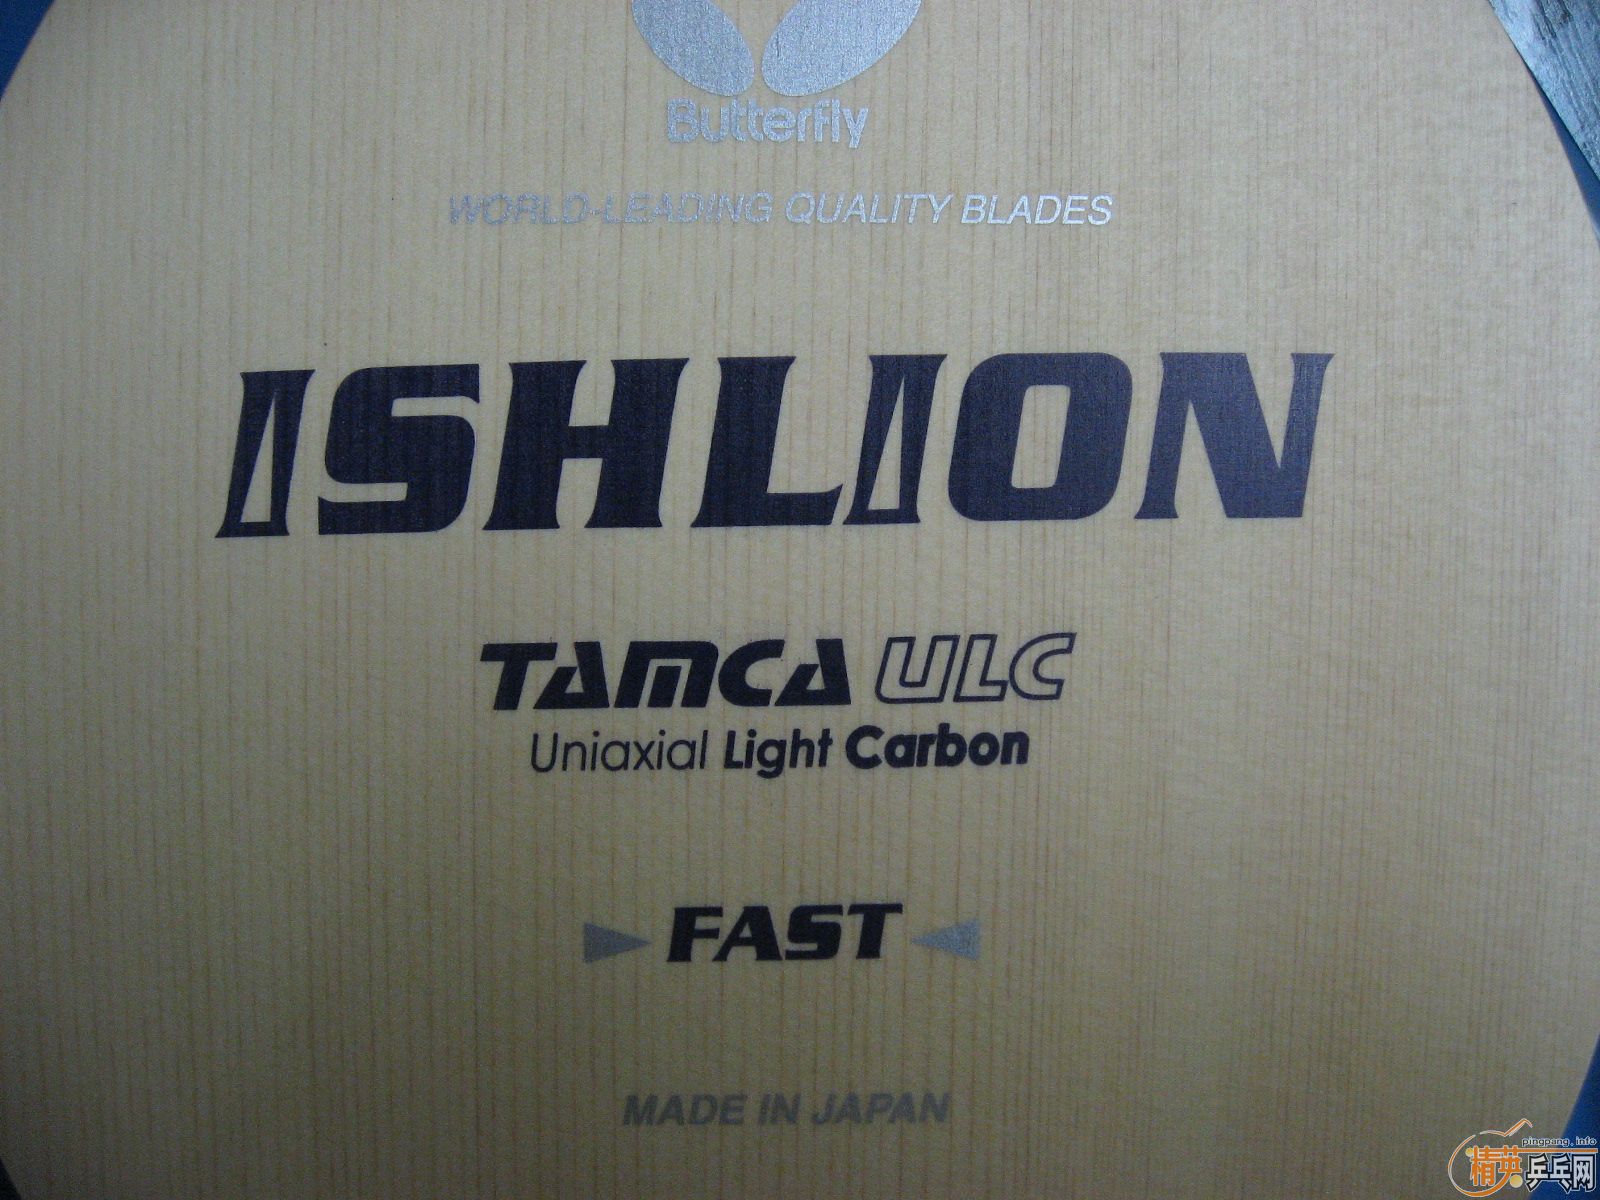 Butterfly
WORLD-LEADING QUALITY BLADES
ISHLION
TAMCA ULC
Uniaxial Light Carbon
FAST
MADE IN JAPAN
pingpang.info
精英乒乓网